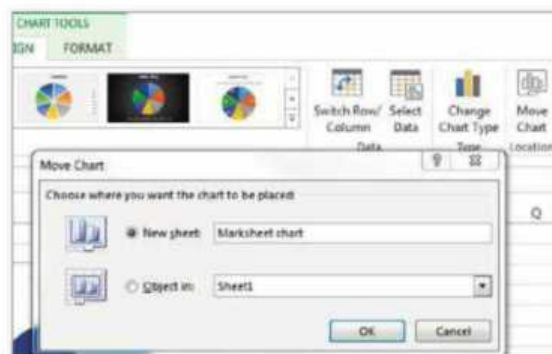 CHART TOOLS
IGN FORMAT
Switch Row/ Column
Select Data
Change Chart Type
Move Chart
Data
Type
Location
Move Chart
? 
Choose where you want the chart to be placed:
New sheet: Marksheet chart
Object in: Sheet1
OK Cancel
Q